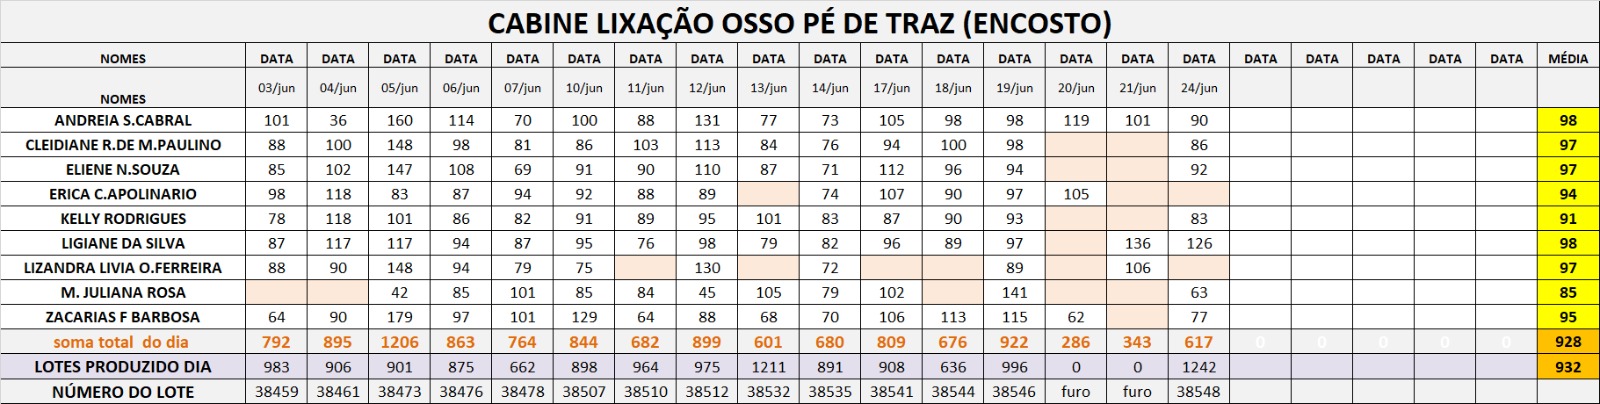 CABINE LIXAÇÃO OSSO PÉ DE TRAZ (ENCOSTO)
NOMES DATA DATA DATA DATA DATA DATA DATA DATA DATA DATA DATA DATA DATA DATA DATA DATA DATA DATA DATA DATA DATA MÉDIA
NOMES 03/jun 04/jun 05/jun 06/jun 07/jun 10/jun 11/jun 12/jun 13/jun 14/jun 17/jun 18/jun 19/jun 20/jun 21/jun 24/jun
ANDREIA S.CABRAL 101 36 160 114 70 100 88 131 77 73 105 98 98 119 101 90 98
CLEIDIANE R.DE M.PAULINO 88 100 148 98 81 86 103 113 84 76 94 100 98 86 97
ELIENE N.SOUZA 85 102 147 108 69 91 90 110 87 71 112 96 94 92 97
ERICA C.APOLINARIO 98 118 83 87 94 92 88 89 74 107 90 97 105 94
KELLY RODRIGUES 78 118 101 86 82 91 89 95 101 83 87 90 93 83 91
LIGIANE DA SILVA 87 117 117 94 87 95 76 98 79 82 96 89 97 136 126 98
LIZANDRA LIVIA O.FERREIRA 88 90 148 94 79 75 130 72 89 106 97
M. JULIANA ROSA 42 85 101 85 84 45 105 79 102 141 63 85
ZACARIAS F BARBOSA 64 90 179 97 101 129 64 88 68 70 106 113 115 62 77 95
soma total do dia 792 895 1206 863 764 844 682 899 601 680 809 676 922 286 343 617 0 0 0 0 0 928
LOTES PRODUZIDO DIA 983 906 901 875 662 898 964 975 1211 891 908 636 996 0 0 1242 932
NÚMERO DO LOTE 38459 38461 38473 38476 38478 38507 38510 38512 38532 38535 38541 38544 38546 furo furo 38548